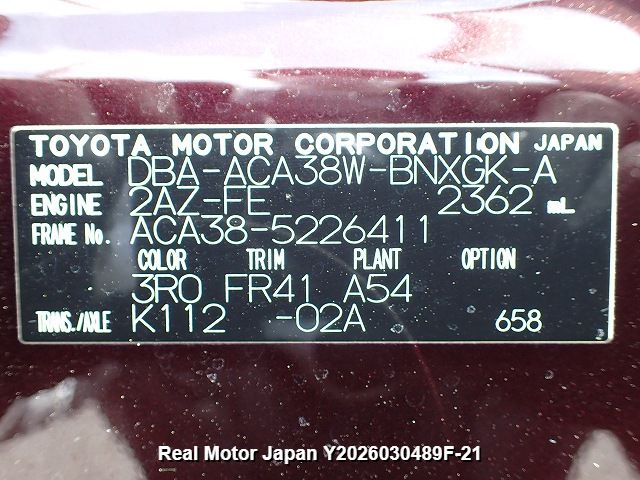 TOYOTA MOTOR CORPORATION JAPAN
MODEL DBA-ACA38W-BNXGK-A
ENGINE 2AZ-FE 2362 mL
FRAME No. ACA38-5226411
COLOR TRIM PLANT OPTION
3R0 FR41 A54
TRANS./AXLE K112 -02A 658
Real Motor Japan Y2026030489F-21